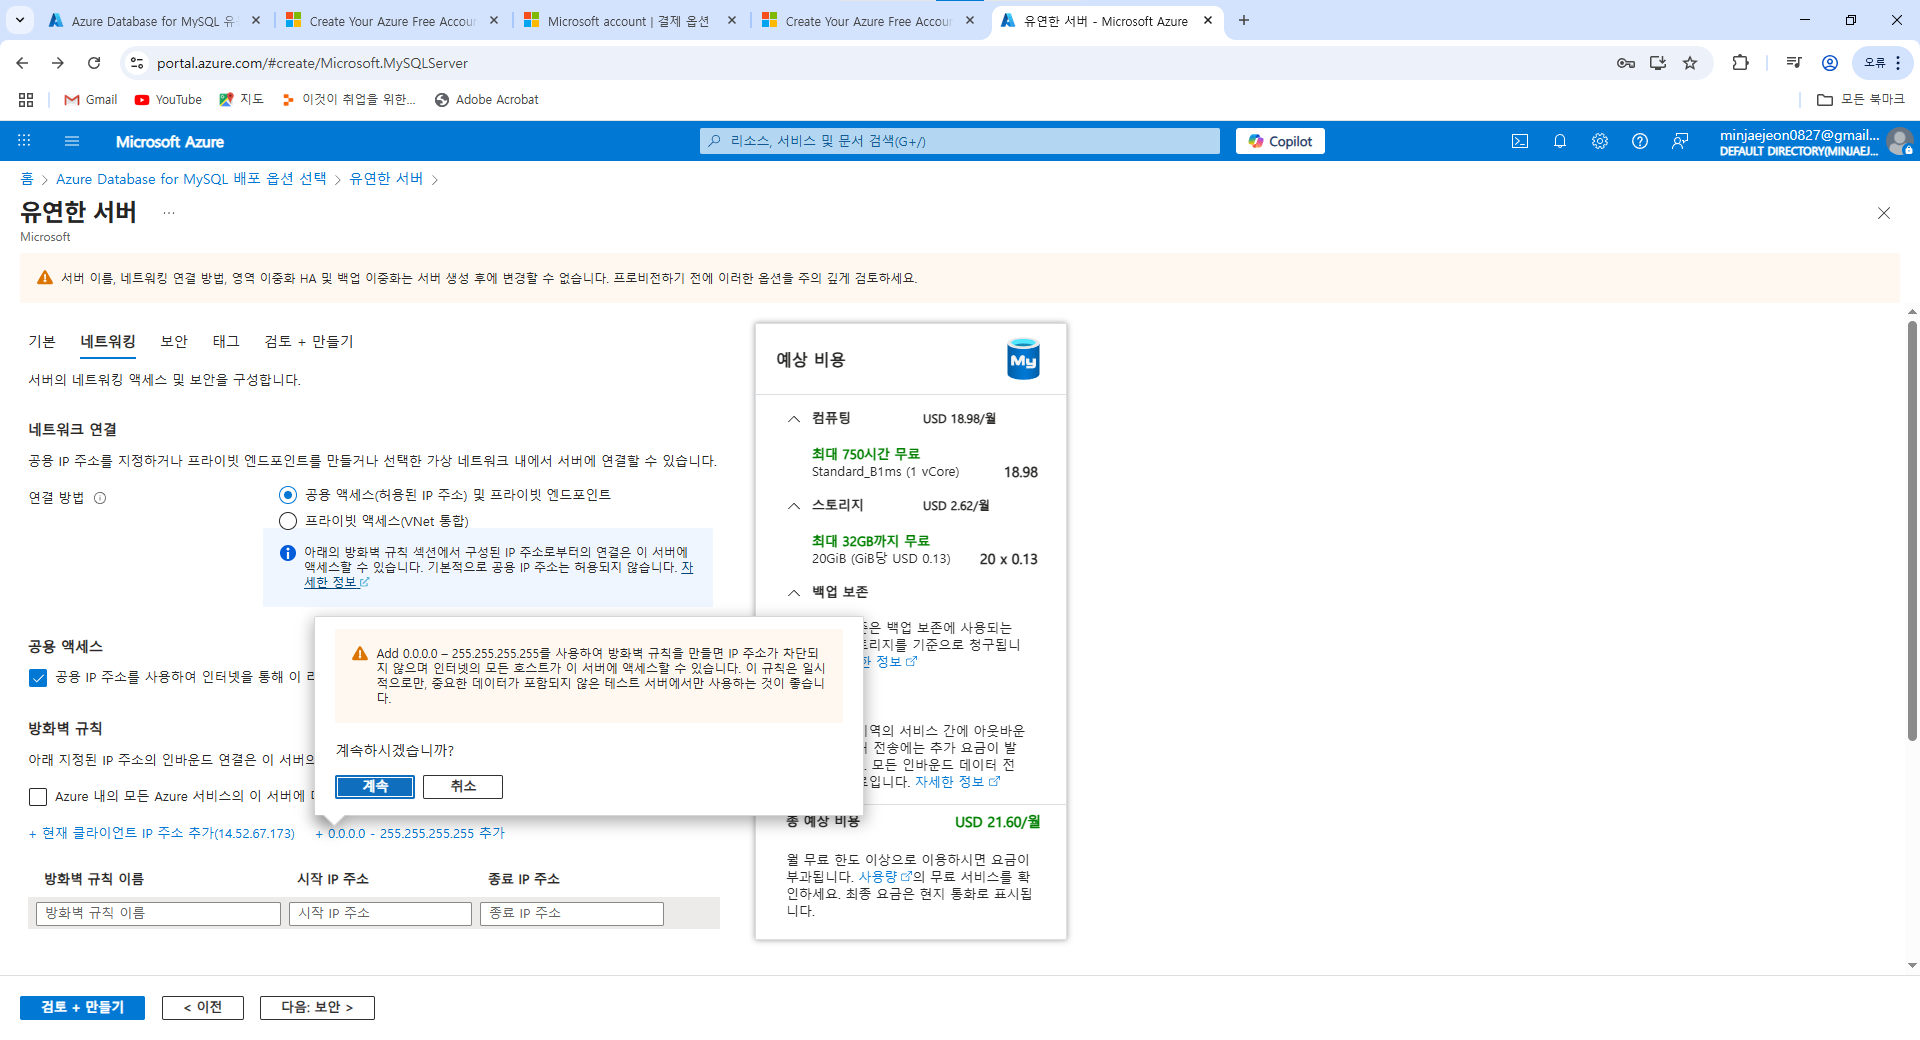 Azure Database for MySQL 유
Create Your Azure Free Accour
Microsoft account | 결제 옵션
Create Your Azure Free Accour
유연한 서버 - Microsoft Azure
portal.azure.com/#create/Microsoft.MySQLServer
오류
Gmail
YouTube
지도
이것이 취업을 위한...
Adobe Acrobat
모든 북마크
Microsoft Azure
리소스, 서비스 및 문서 검색(G+/)
Copilot
minjaejeon0827@gmail...
DEFAULT DIRECTORY(MINJAEJ...
홈 > Azure Database for MySQL 배포 옵션 선택 > 유연한 서버 >
유연한 서버 ...
Microsoft
서버 이름, 네트워킹 연결 방법, 영역 이중화 HA 및 백업 이중화는 서버 생성 후에 변경할 수 없습니다. 프로비전하기 전에 이러한 옵션을 주의 깊게 검토하세요.
기본 네트워킹 보안 태그 검토 + 만들기
서버의 네트워킹 액세스 및 보안을 구성합니다.
네트워크 연결
공용 IP 주소를 지정하거나 프라이빗 엔드포인트를 만들거나 선택한 가상 네트워크 내에서 서버에 연결할 수 있습니다.
연결 방법
공용 액세스(허용된 IP 주소) 및 프라이빗 엔드포인트
프라이빗 액세스(VNet 통합)
아래의 방화벽 규칙 섹션에서 구성된 IP 주소로부터의 연결은 이 서버에
액세스할 수 있습니다. 기본적으로 공용 IP 주소는 허용되지 않습니다. 자
세한 정보
공용 액세스
공용 IP 주소를 사용하여 인터넷을 통해 이 리
방화벽 규칙
아래 지정된 IP 주소의 인바운드 연결은 이 서버의
Azure 내의 모든 Azure 서비스의 이 서버에 대
+ 현재 클라이언트 IP 주소 추가(14.52.67.173)
+ 0.0.0.0 - 255.255.255.255 추가
Add 0.0.0.0 – 255.255.255.255를 사용하여 방화벽 규칙을 만들면 IP 주소가 차단되
지 않으며 인터넷의 모든 호스트가 이 서버에 액세스할 수 있습니다. 이 규칙은 일시
적으로만, 중요한 데이터가 포함되지 않은 테스트 서버에서만 사용하는 것이 좋습니
다.
계속하시겠습니까?
계속
취소
방화벽 규칙 이름
시작 IP 주소
종료 IP 주소
방화벽 규칙 이름
시작 IP 주소
종료 IP 주소
예상 비용
My
컴퓨팅
USD 18.98/월
최대 750시간 무료
Standard_B1ms (1 vCore)
18.98
스토리지
USD 2.62/월
최대 32GB까지 무료
20GiB (GiB당 USD 0.13)
20 x 0.13
백업 보존
은 백업 보존에 사용되는
리지를 기준으로 청구됩니
한 정보
역의 서비스 간에 아웃바운
전송에는 추가 요금이 발
. 모든 인바운드 데이터 전
입니다. 자세한 정보
총 예상 비용
USD 21.60/월
월 무료 한도 이상으로 이용하시면 요금이
부과됩니다. 사용량의 무료 서비스를 확
인하세요. 최종 요금은 현지 통화로 표시됩
니다.
검토 + 만들기
< 이전
다음: 보안 >